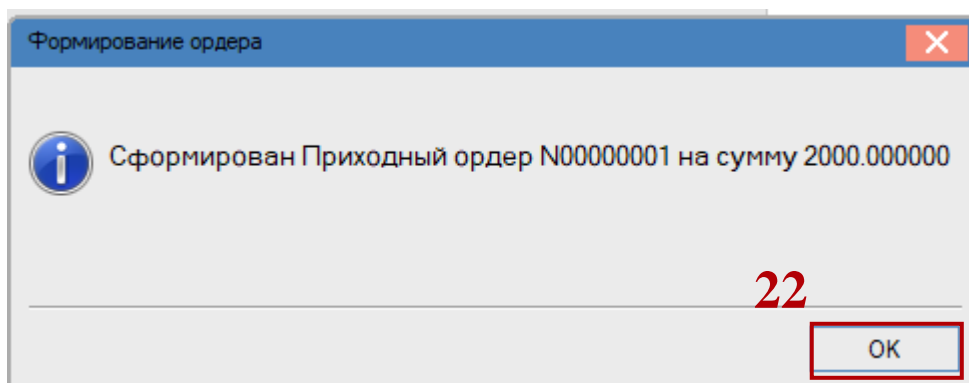 Формирование ордера
Сформирован Приходный ордер N00000001 на сумму 2000.000000
22
OK